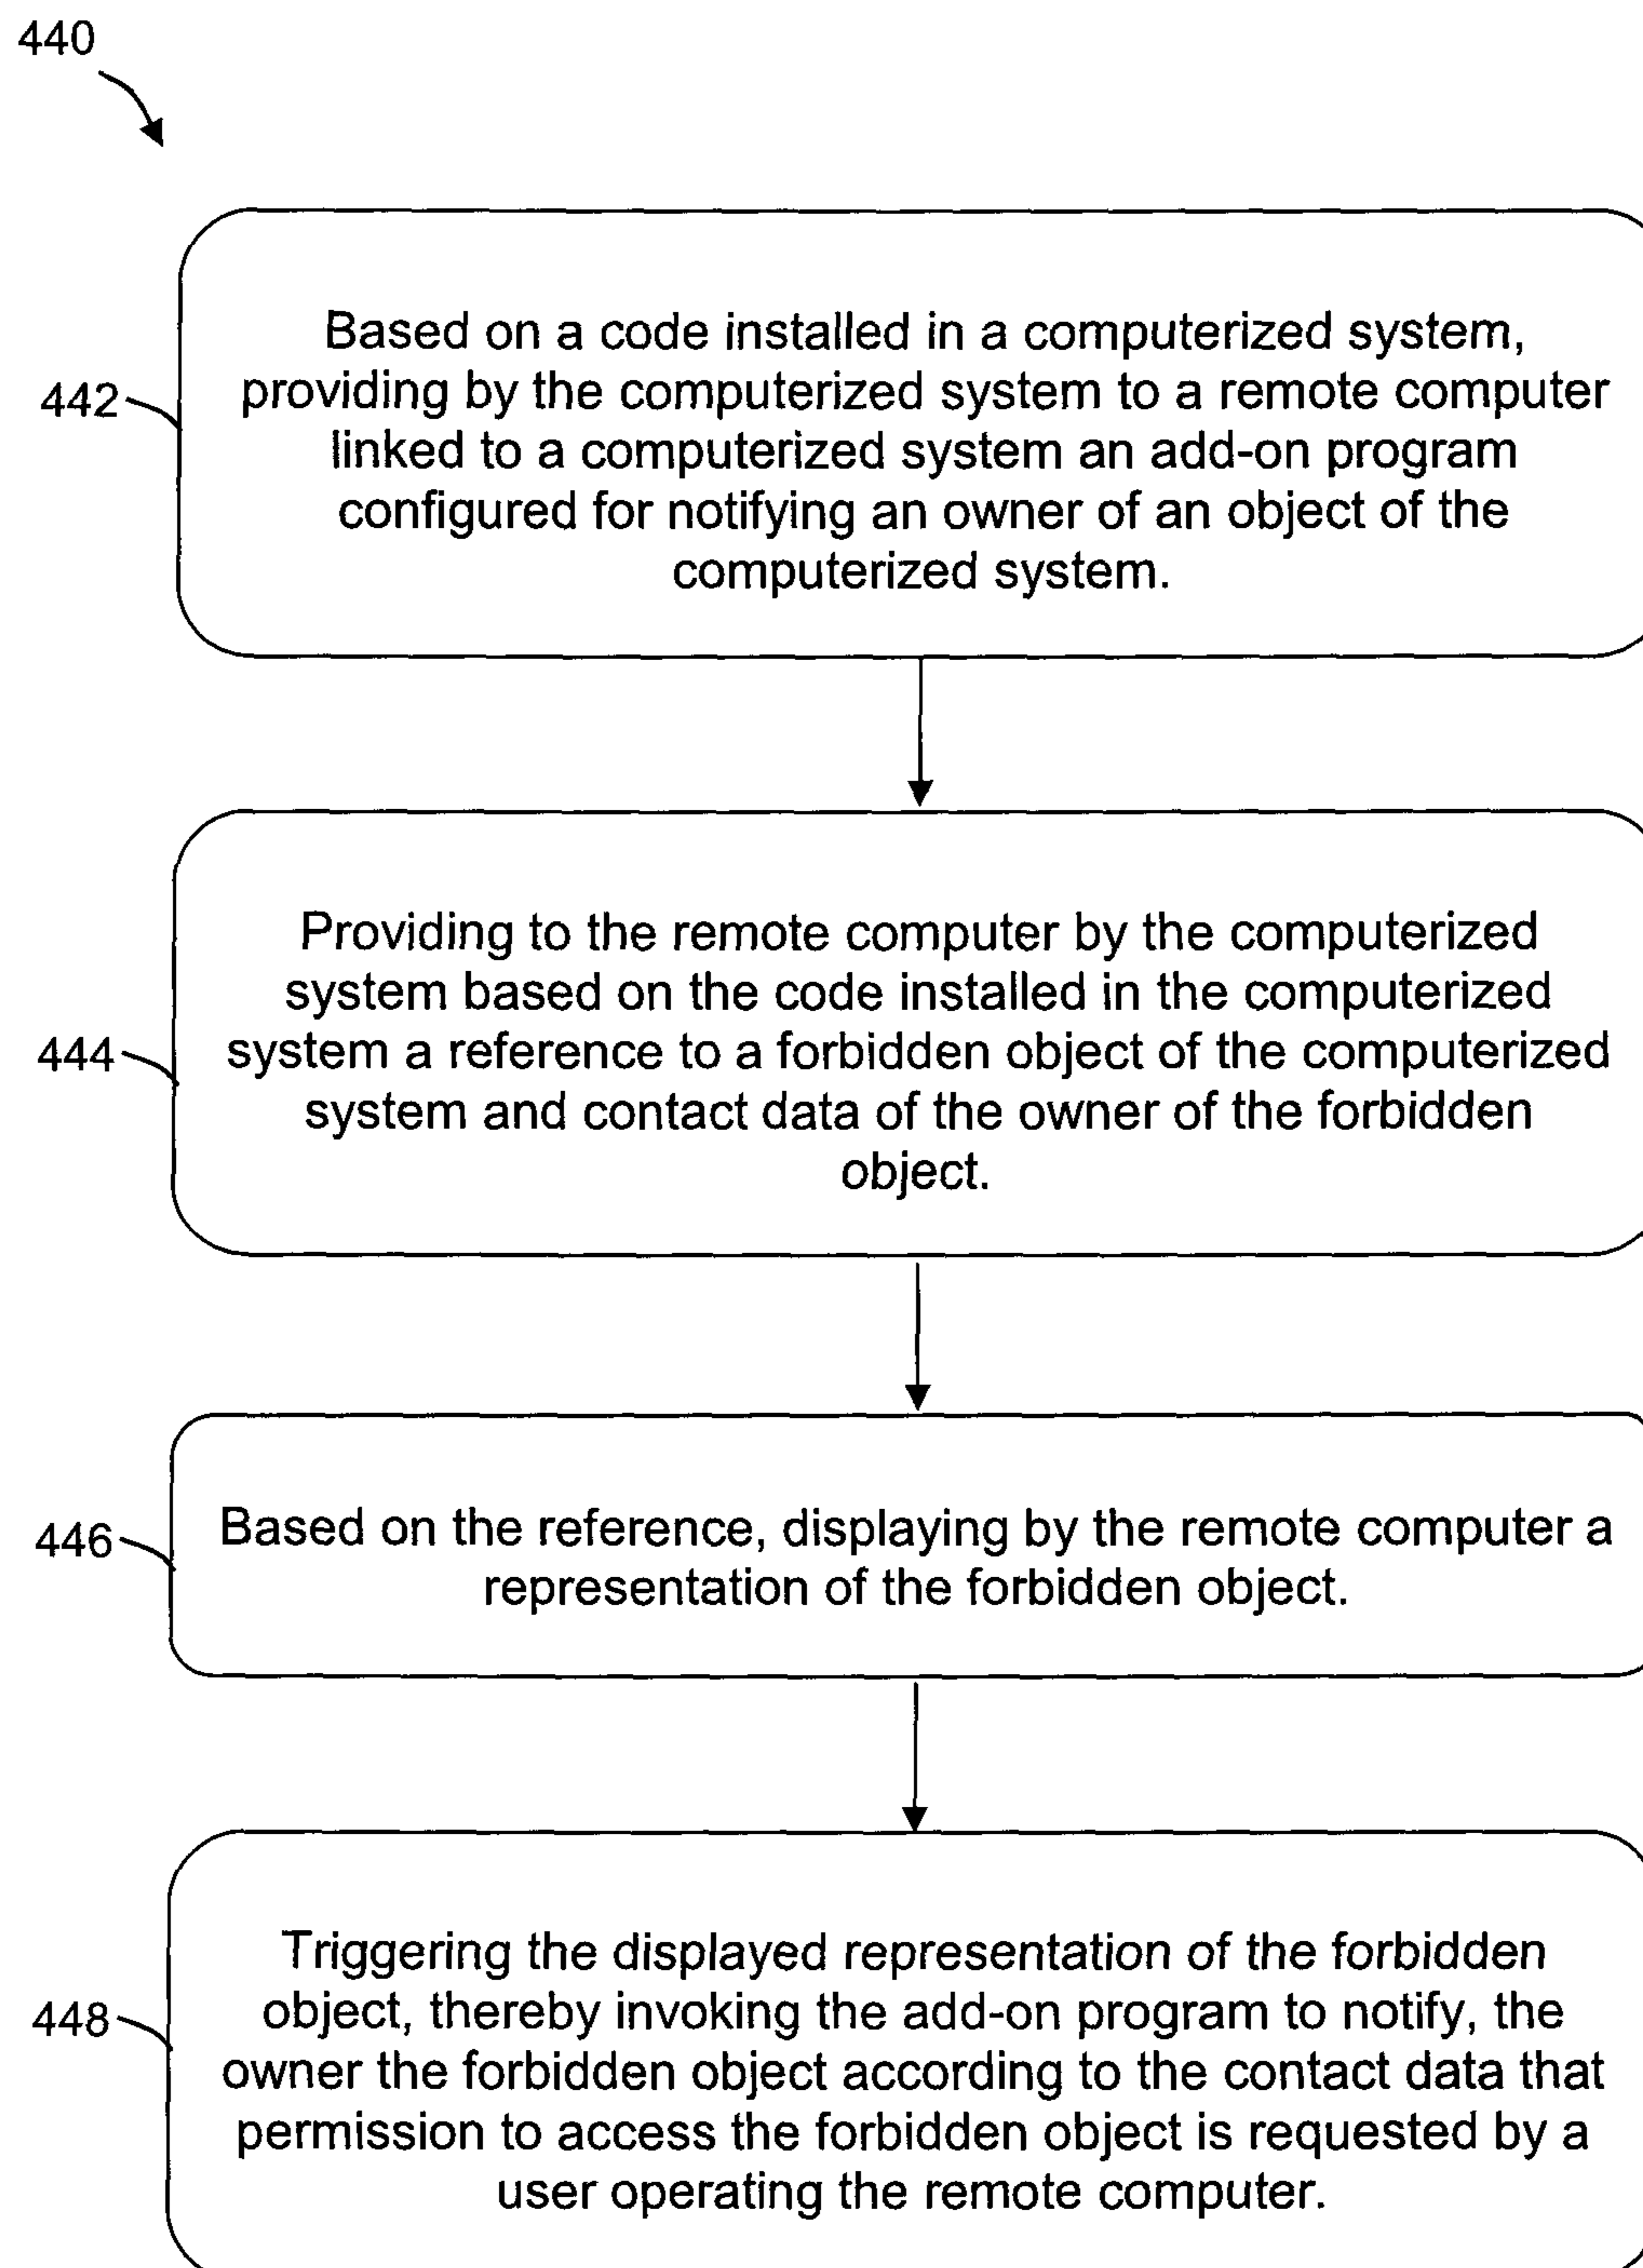 440
Based on a code installed in a computerized system,
providing by the computerized system to a remote computer
442
linked to a computerized system an add-on program
configured for notifying an owner of an object of the
computerized system.
Providing to the remote computer by the computerized
system based on the code installed in the computerized
444
system a reference to a forbidden object of the computerized
system and contact data of the owner of the forbidden
object.
446
Based on the reference, displaying by the remote computer a
representation of the forbidden object.
Triggering the displayed representation of the forbidden
448
object, thereby invoking the add-on program to notify, the
owner the forbidden object according to the contact data that
permission to access the forbidden object is requested by a
user operating the remote computer.